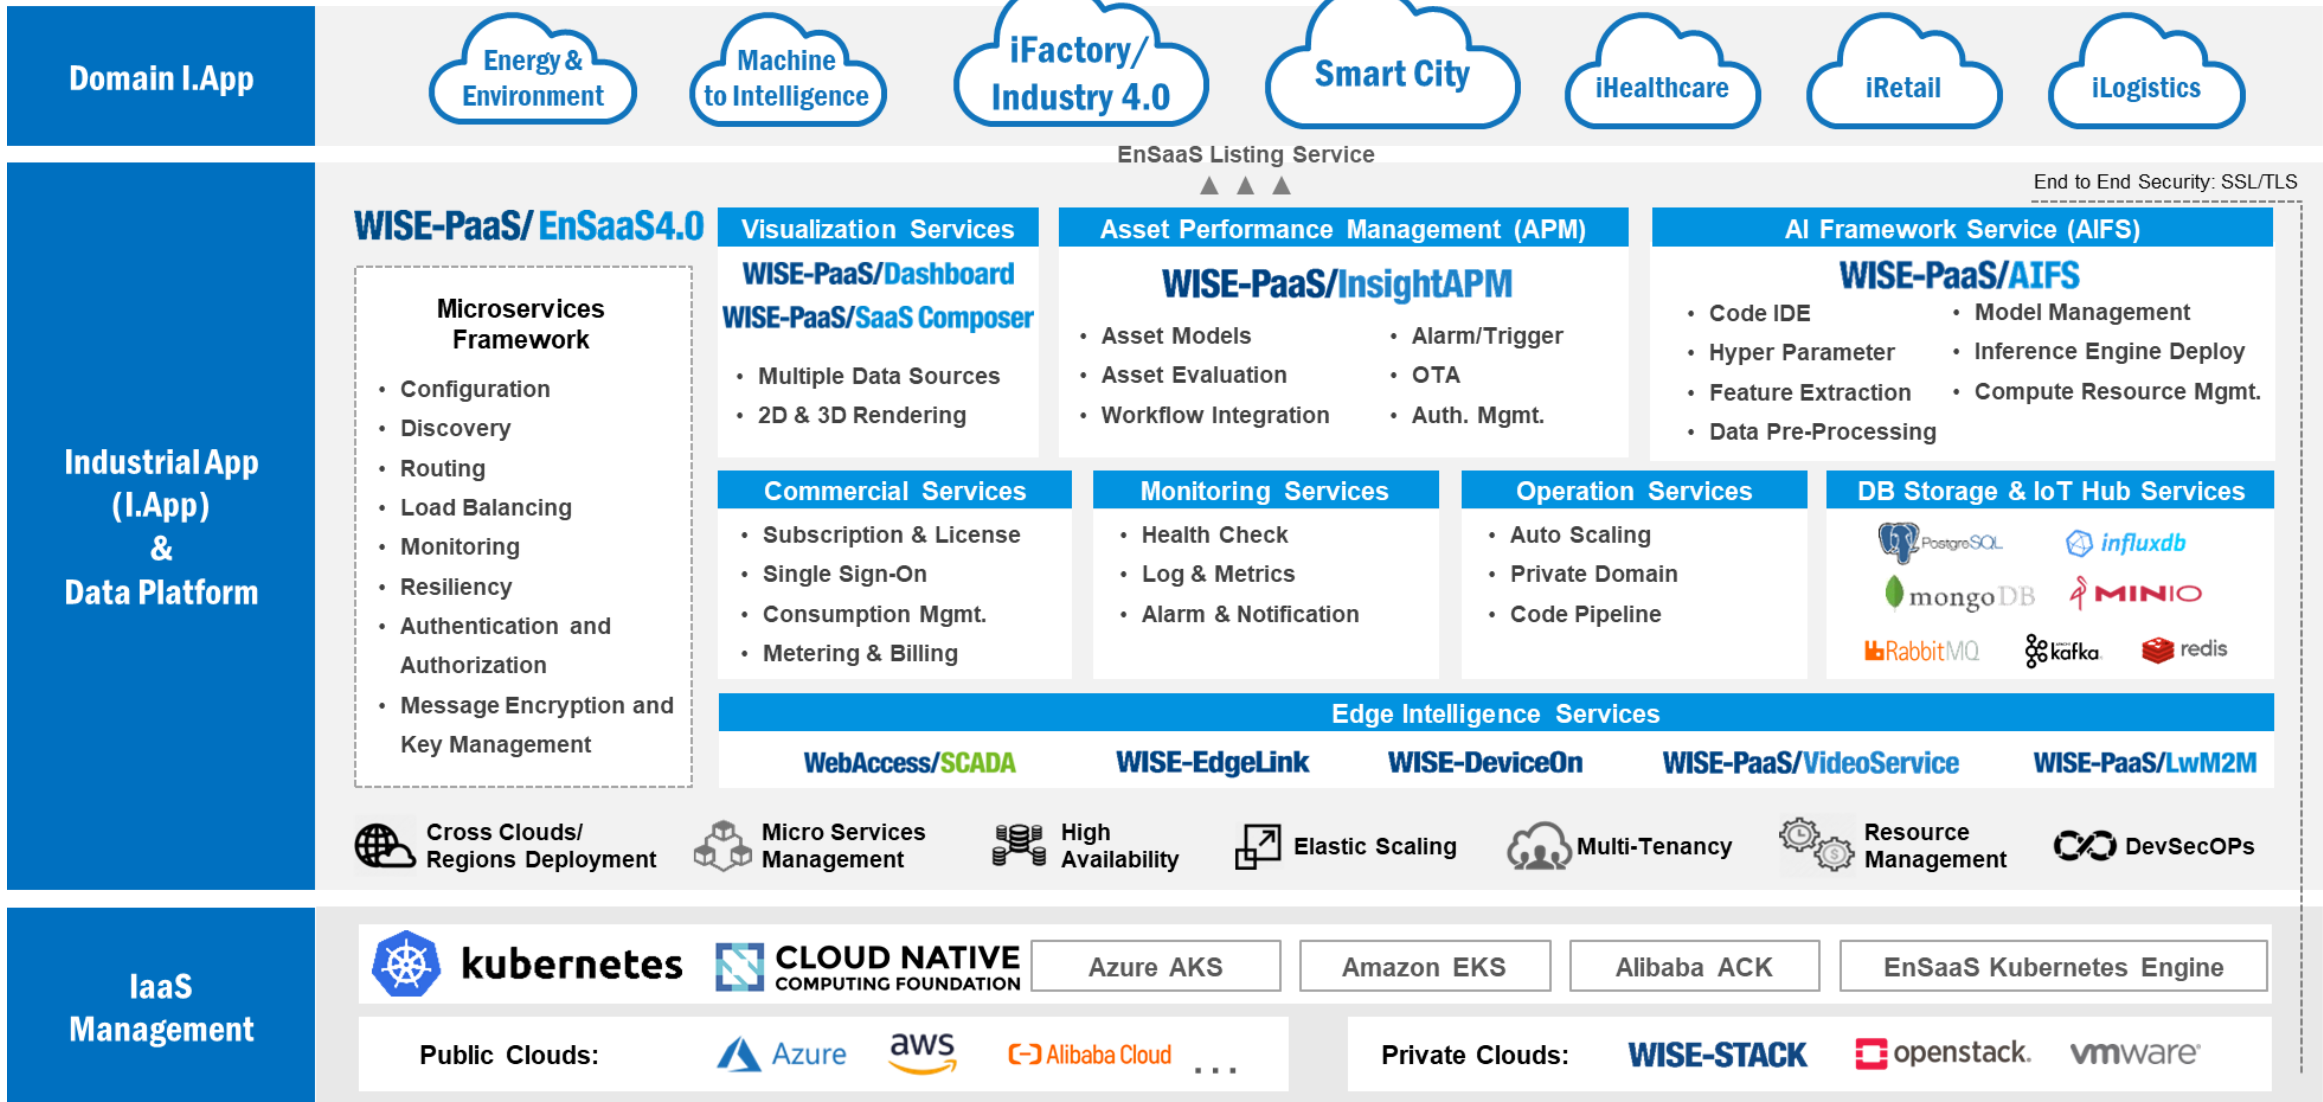 Domain I.App
Energy &
Environment
Machine
to Intelligence
iFactory/
Industry 4.0
Smart City
iHealthcare
iRetail
iLogistics
EnSaaS Listing Service
End to End Security: SSL/TLS
Industrial App
(I.App)
&
Data Platform
WISE-PaaS/EnSaaS4.0
Microservices
Framework
• Configuration
• Discovery
• Routing
• Load Balancing
• Monitoring
• Resiliency
• Authentication and
Authorization
• Message Encryption and
Key Management
Visualization Services
WISE-PaaS/Dashboard
WISE-PaaS/SaaS Composer
• Multiple Data Sources
• 2D & 3D Rendering
Asset Performance Management (APM)
WISE-PaaS/InsightAPM
• Asset Models
• Asset Evaluation
• Workflow Integration
• Alarm/Trigger
• OTA
• Auth. Mgmt.
AI Framework Service (AIFS)
WISE-PaaS/AIFS
• Code IDE
• Hyper Parameter
• Feature Extraction
• Data Pre-Processing
• Model Management
• Inference Engine Deploy
• Compute Resource Mgmt.
Commercial Services
• Subscription & License
• Single Sign-On
• Consumption Mgmt.
• Metering & Billing
Monitoring Services
• Health Check
• Log & Metrics
• Alarm & Notification
Operation Services
• Auto Scaling
• Private Domain
• Code Pipeline
DB Storage & IoT Hub Services
PostgreSQL
influxdb
mongoDB
MINIO
RabbitMQ
kafka
redis
Edge Intelligence Services
WebAccess/SCADA
WISE-EdgeLink
WISE-DeviceOn
WISE-PaaS/VideoService
WISE-PaaS/LwM2M
Cross Clouds/
Regions Deployment
Micro Services
Management
High
Availability
Elastic Scaling
Multi-Tenancy
Resource
Management
DevSecOPs
IaaS
Management
kubernetes
CLOUD NATIVE
COMPUTING FOUNDATION
Azure AKS
Amazon EKS
Alibaba ACK
EnSaaS Kubernetes Engine
Public Clouds:
Azure
aws
Alibaba Cloud
...
Private Clouds:
WISE-STACK
openstack.
vmware